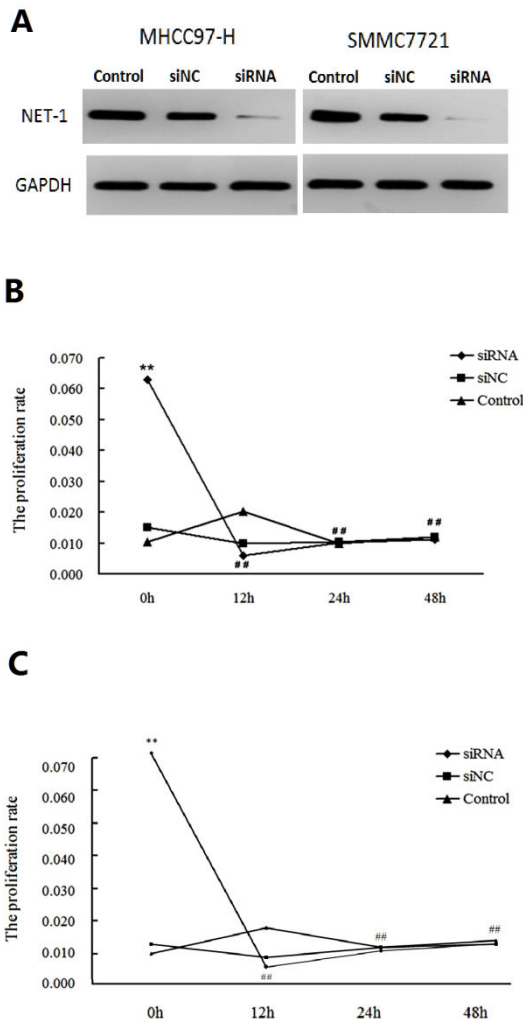 A
MHCC97-H SMMC7721
Control siNC siRNA Control siNC siRNA
NET-1
GAPDH
B
The proliferation rate
0.070
0.060
0.050
0.040
0.030
0.020
0.010
0.000
**
##
##
##
0h 12h 24h 48h
siRNA
siNC
Control
C
The proliferation rate
0.070
0.060
0.050
0.040
0.030
0.020
0.010
0.000
**
##
##
##
0h 12h 24h 48h
siRNA
siNC
Control